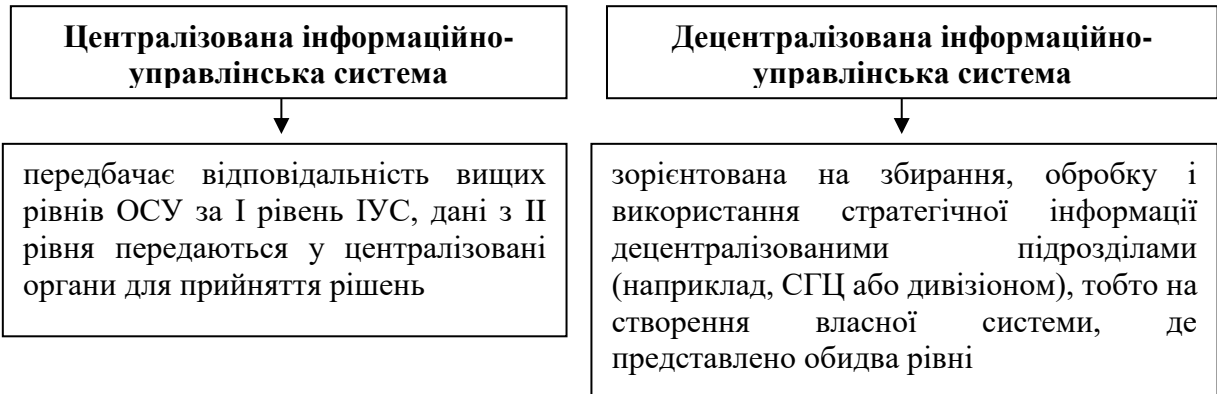 Централізована інформаційно-
управлінська система
Децентралізована інформаційно-
управлінська система
передбачає відповідальність вищих
рівнів ОСУ за І рівень ІУС, дані з ІІ
рівня передаються у централізовані
органи для прийняття рішень
зорієнтована на збирання, обробку і
використання стратегічної інформації
децентралізованими підрозділами
(наприклад, СГЦ або дивізіоном), тобто на
створення власної системи, де
представлено обидва рівні